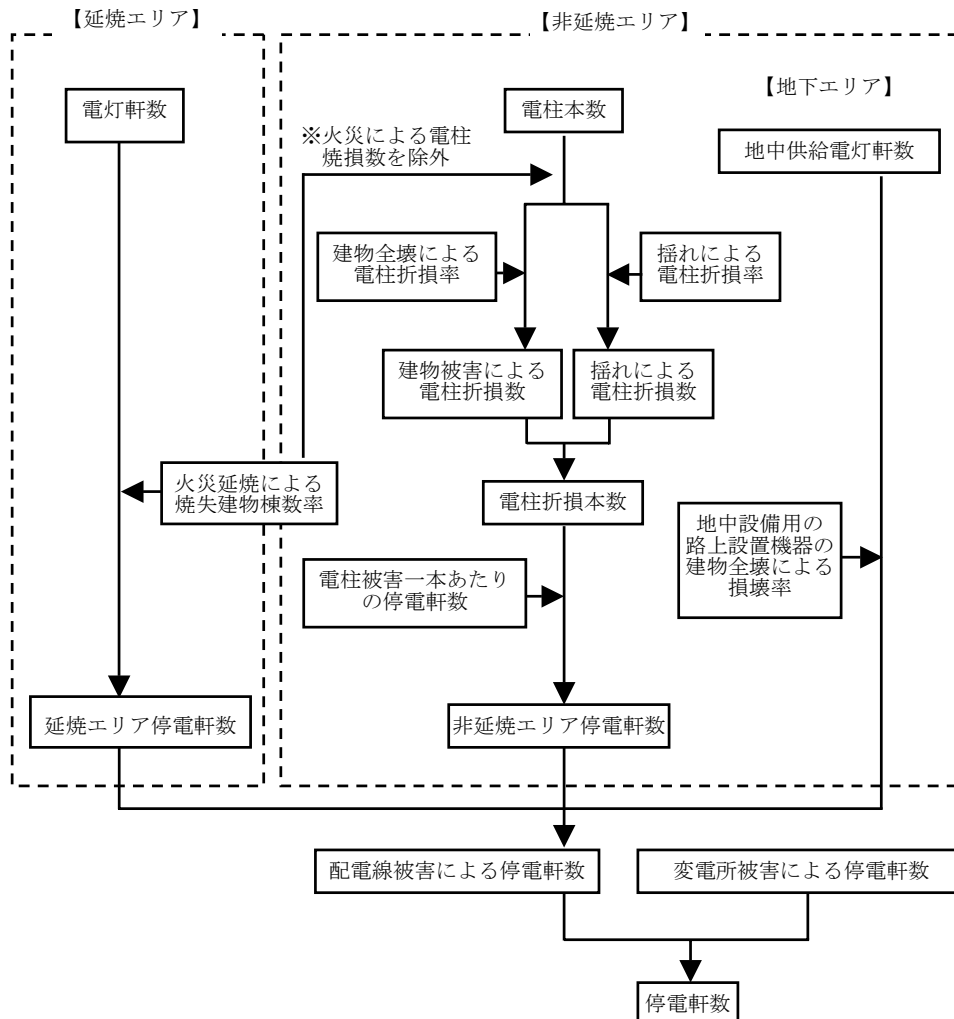 【延焼エリア】
【非延焼エリア】
【地下エリア】
電灯軒数
電柱本数
※火災による電柱
焼損数を除外
地中供給電灯軒数
建物全壊による
電柱折損率
揺れによる
電柱折損率
建物被害による
電柱折損数
揺れによる
電柱折損数
火災延焼による
焼失建物棟数率
電柱折損本数
地中設備用の
路上設置機器の
建物全壊による
損壊率
電柱被害一本あたり
の停電軒数
延焼エリア停電軒数
非延焼エリア停電軒数
配電線被害による停電軒数
変電所被害による停電軒数
停電軒数